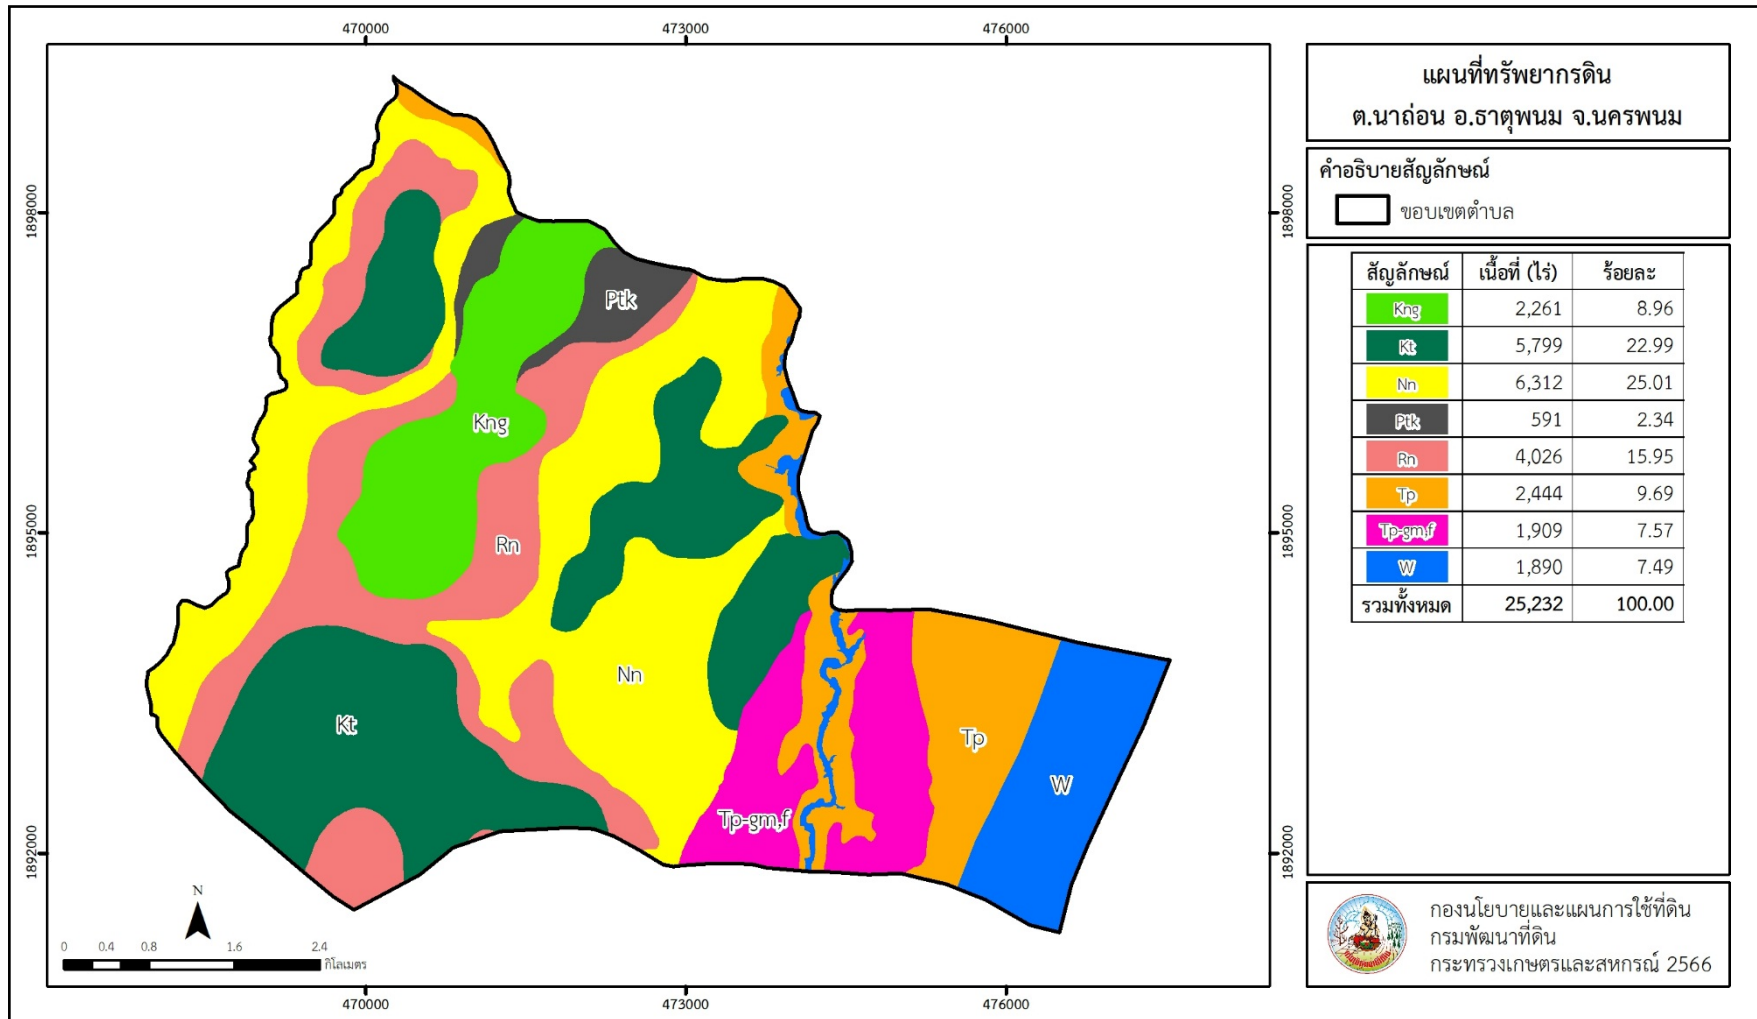 470000
473000
476000
1898000
1898000
1895000
1895000
1892000
1892000
Ptk
Kng
Rn
Nn
Kt
Tp
W
Tp-gm,f
N
0 0.4 0.8 1.6 2.4
กิโลเมตร
470000
473000
476000
แผนที่ทรัพยากรดิน
ต.นาถ่อน อ.ธาตุพนม จ.นครพนม
คำอธิบายสัญลักษณ์
ขอบเขตตำบล
สัญลักษณ์ เนื้อที่ (ไร่) ร้อยละ
Kng 2,261 8.96
Kt 5,799 22.99
Nn 6,312 25.01
Ptk 591 2.34
Rn 4,026 15.95
Tp 2,444 9.69
Tp-gm,f 1,909 7.57
W 1,890 7.49
รวมทั้งหมด 25,232 100.00
กองนโยบายและแผนการใช้ที่ดิน
กรมพัฒนาที่ดิน
กระทรวงเกษตรและสหกรณ์ 2566